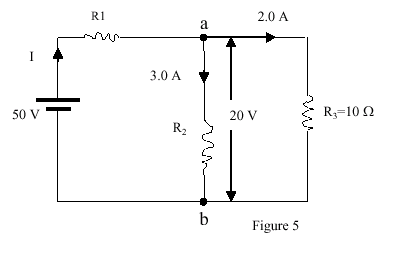 R1
a
2.0 A
I
3.0 A
50 V
R₂
20 V
R₃=10 Ω
b
Figure 5